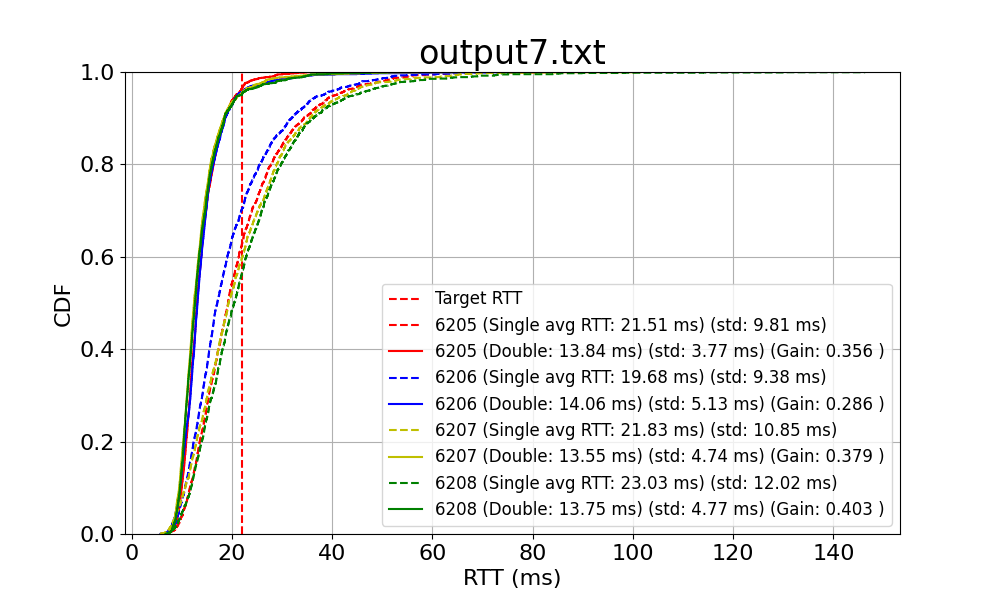 output7.txt
1.0
0.8
0.6
0.4
0.2
0.0
CDF
Target RTT
6205 (Single avg RTT: 21.51 ms) (std: 9.81 ms)
6205 (Double: 13.84 ms) (std: 3.77 ms) (Gain: 0.356 )
6206 (Single avg RTT: 19.68 ms) (std: 9.38 ms)
6206 (Double: 14.06 ms) (std: 5.13 ms) (Gain: 0.286 )
6207 (Single avg RTT: 21.83 ms) (std: 10.85 ms)
6207 (Double: 13.55 ms) (std: 4.74 ms) (Gain: 0.379 )
6208 (Single avg RTT: 23.03 ms) (std: 12.02 ms)
6208 (Double: 13.75 ms) (std: 4.77 ms) (Gain: 0.403 )
0 20 40 60 80 100 120 140
RTT (ms)